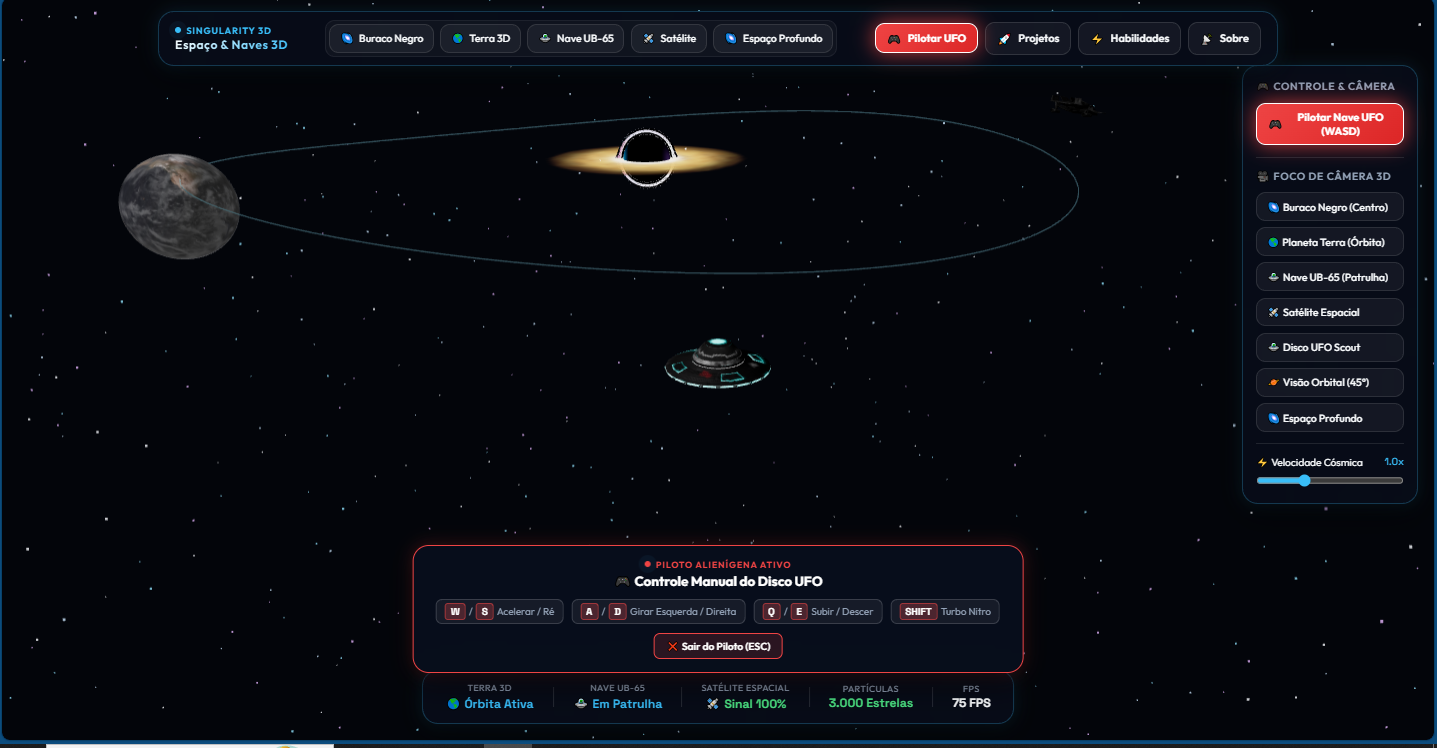 SINGULARITY 3D
Espaço & Naves 3D
Buraco Negro
Terra 3D
Nave UB-65
Satélite
Espaço Profundo
Pilotar UFO
Projetos
Habilidades
Sobre
CONTROLE & CÂMERA
Pilotar Nave UFO
(WASD)
FOCO DE CÂMERA 3D
Buraco Negro (Centro)
Planeta Terra (Órbita)
Nave UB-65 (Patrulha)
Satélite Espacial
Disco UFO Scout
Visão Orbital (45°)
Espaço Profundo
Velocidade Cósmica 1.0x
PILOTO ALIENÍGENA ATIVO
Controle Manual do Disco UFO
W / S Acelerar / Ré
A / D Girar Esquerda / Direita
Q / E Subir / Descer
SHIFT Turbo Nitro
Sair do Piloto (ESC)
TERRA 3D
Órbita Ativa
NAVE UB-65
Em Patrulha
SATÉLITE ESPACIAL
Sinal 100%
PARTÍCULAS
3.000 Estrelas
FPS
75 FPS